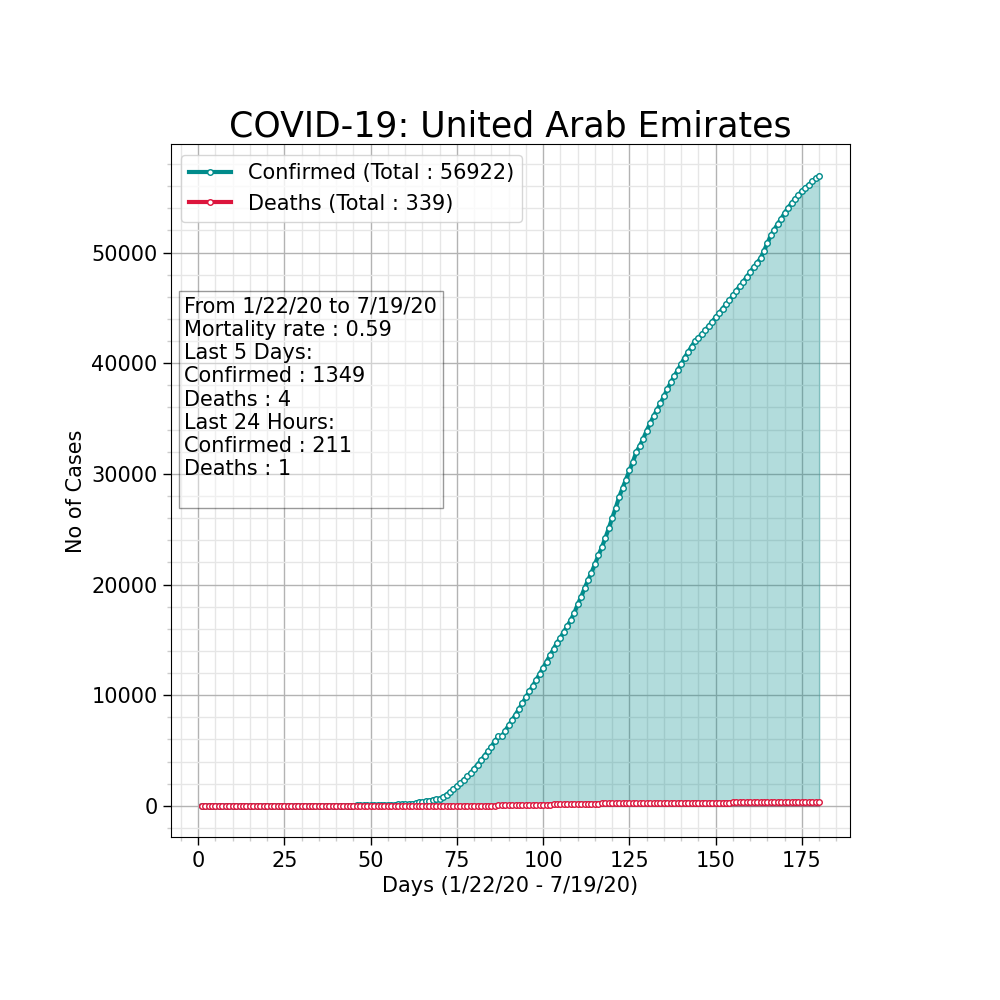 COVID-19: United Arab Emirates
Confirmed (Total : 56922)
Deaths (Total : 339)
From 1/22/20 to 7/19/20
Mortality rate : 0.59
Last 5 Days:
Confirmed : 1349
Deaths : 4
Last 24 Hours:
Confirmed : 211
Deaths : 1
No of Cases
50000
40000
30000
20000
10000
0
0 25 50 75 100 125 150 175
Days (1/22/20 - 7/19/20)